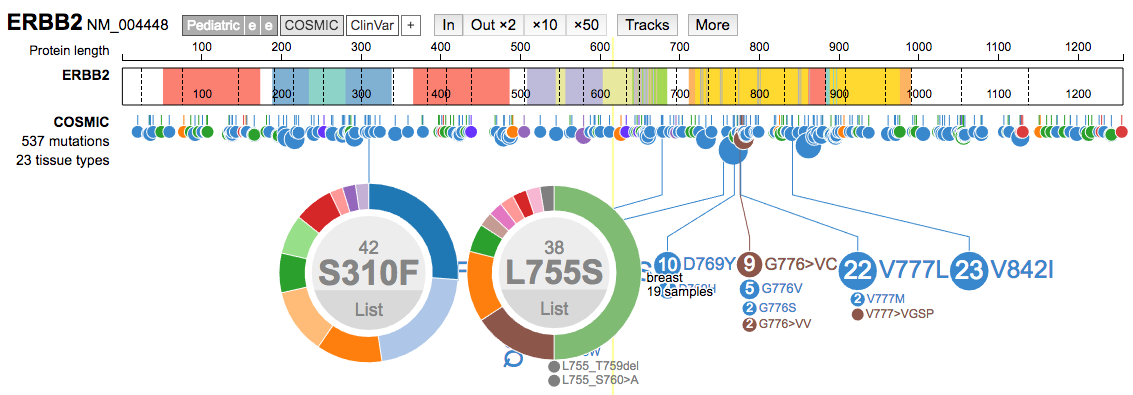 ERBB2 NM_004448 Pediatric e e COSMIC ClinVar + In Out ×2 ×10 ×50 Tracks More
Protein length 100 200 300 400 500 600 700 800 900 1000 1100 1200
ERBB2 100 200 300 400 500 600 700 800 900 1000 1100 1200
COSMIC
537 mutations
23 tissue types
42
S310F
List
38
L755S
List
breast
19 samples
10 D769Y
9 G776>VC
5 G776V
2 G776S
2 G776>VV
22 V777L
2 V777M
V777>VGSP
23 V842I
L755_T759del
L755_S760>A